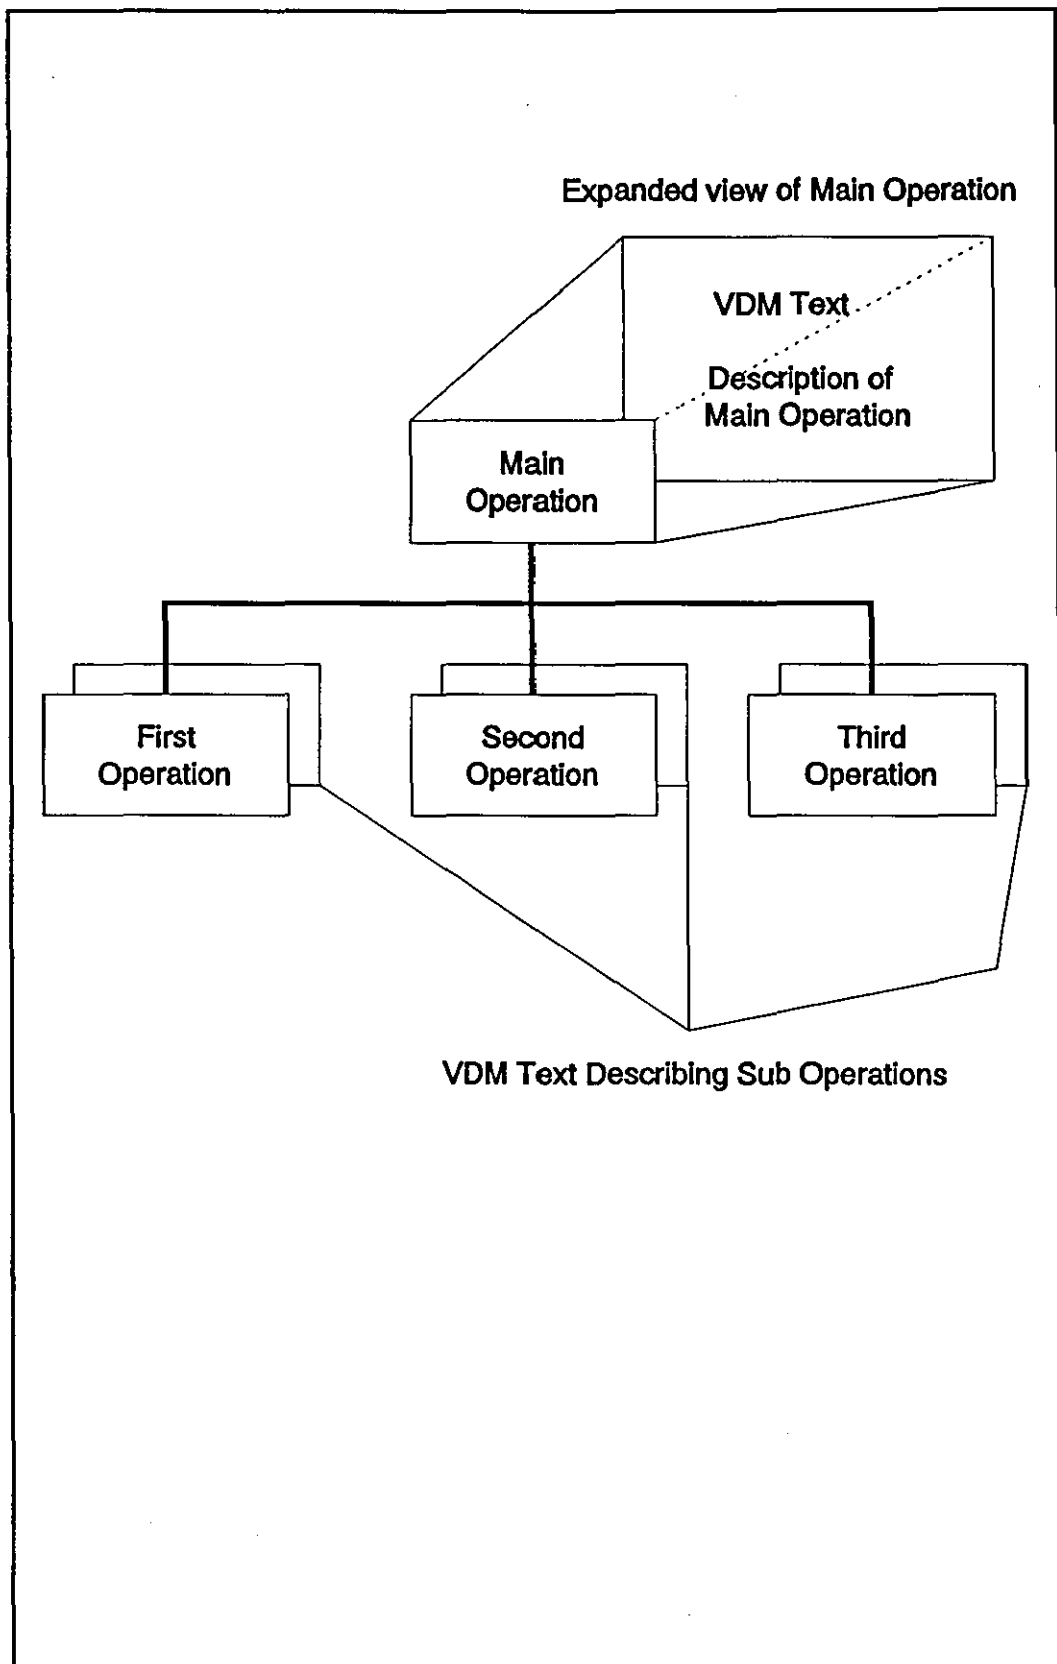 Expanded view of Main Operation
VDM Text
Description of
Main Operation
Main
Operation
First
Operation
Second
Operation
Third
Operation
VDM Text Describing Sub Operations